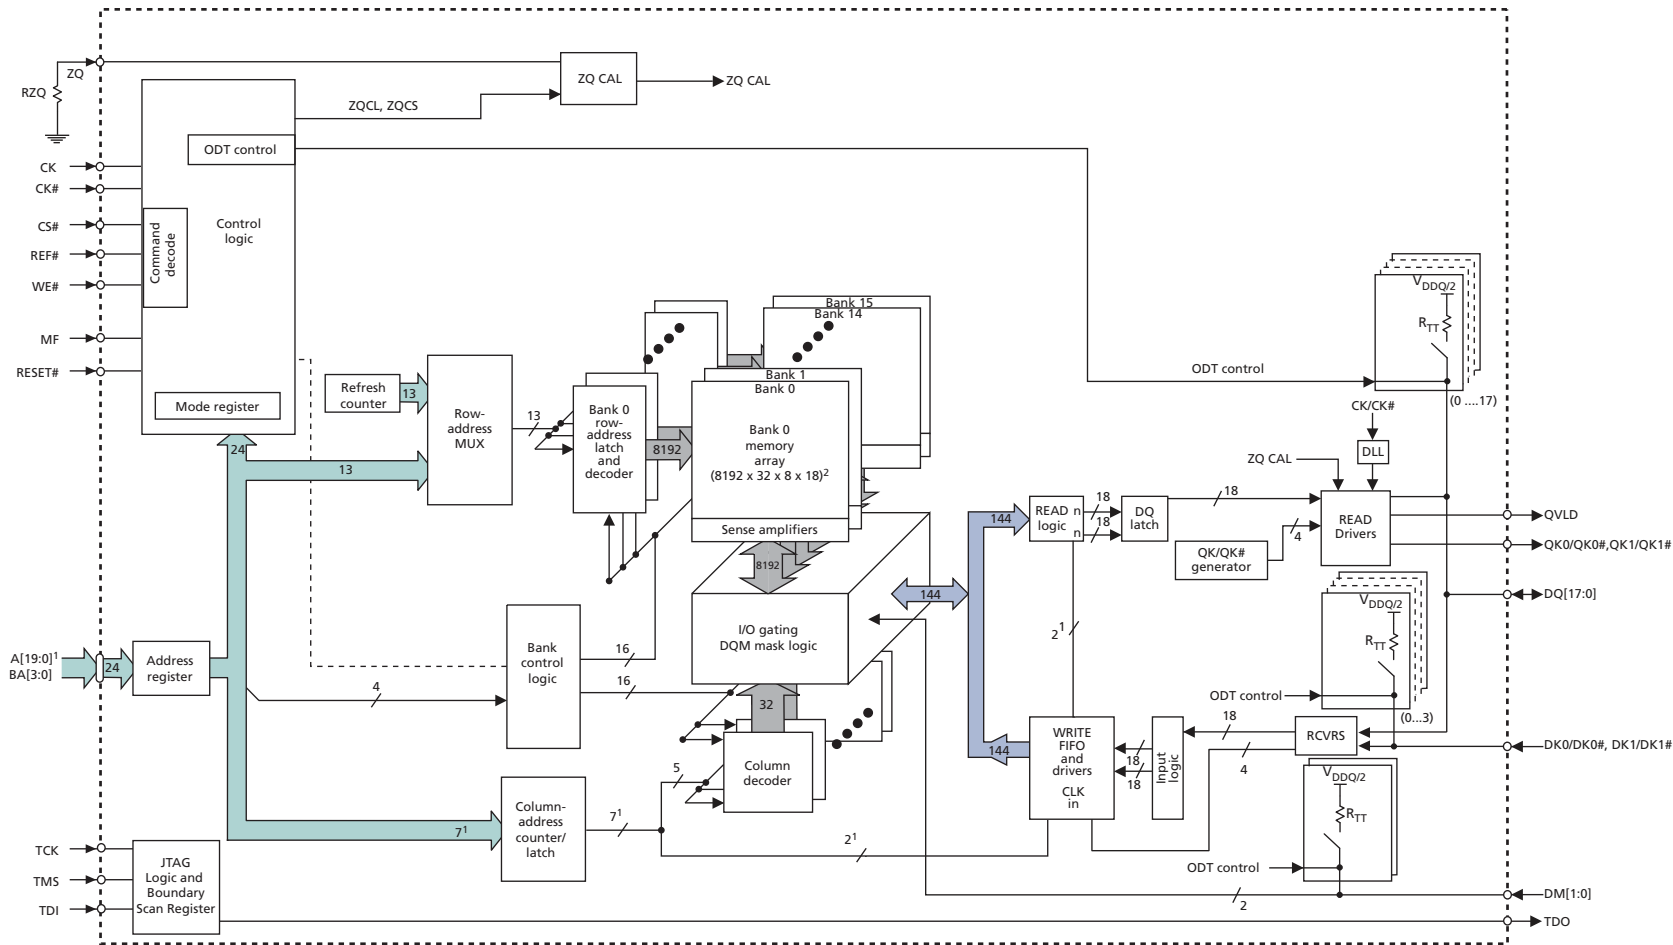 ZQ
RZQ
ZQ CAL
ZQ CAL
ZQCL, ZQCS
ODT control
CK
CK#
CS#
REF#
WE#
MF
RESET#
Command
decode
Control
logic
Mode register
24
13
Refresh
counter
13
Row-
address
MUX
13
Bank 0
row-
address
latch
and
decoder
8192
Bank 15
Bank 14
Bank 1
Bank 0
Bank 0
memory
array
(8192 x 32 x 8 x 18)²
Sense amplifiers
8192
I/O gating
DQM mask logic
32
Column
decoder
5
A[19:0]¹
BA[3:0]
24
Address
register
4
Bank
control
logic
16
16
7¹
Column-
address
counter/
latch
7¹
2¹
TCK
TMS
TDI
JTAG
Logic and
Boundary
Scan Register
144
144
144
READ n
logic
n
18
18
DQ
latch
18
2¹
QK/QK#
generator
4
ZQ CAL
CK/CK#
DLL
READ
Drivers
ODT control
VDDQ/2
RTT
(0 ....17)
QVLD
QK0/QK0#,QK1/QK1#
DQ[17:0]
VDDQ/2
RTT
ODT control
(0...3)
WRITE
FIFO
and
drivers
CLK
in
18
18
Input
logic
18
4
RCVRS
DK0/DK0#, DK1/DK1#
VDDQ/2
RTT
ODT control
2
DM[1:0]
TDO